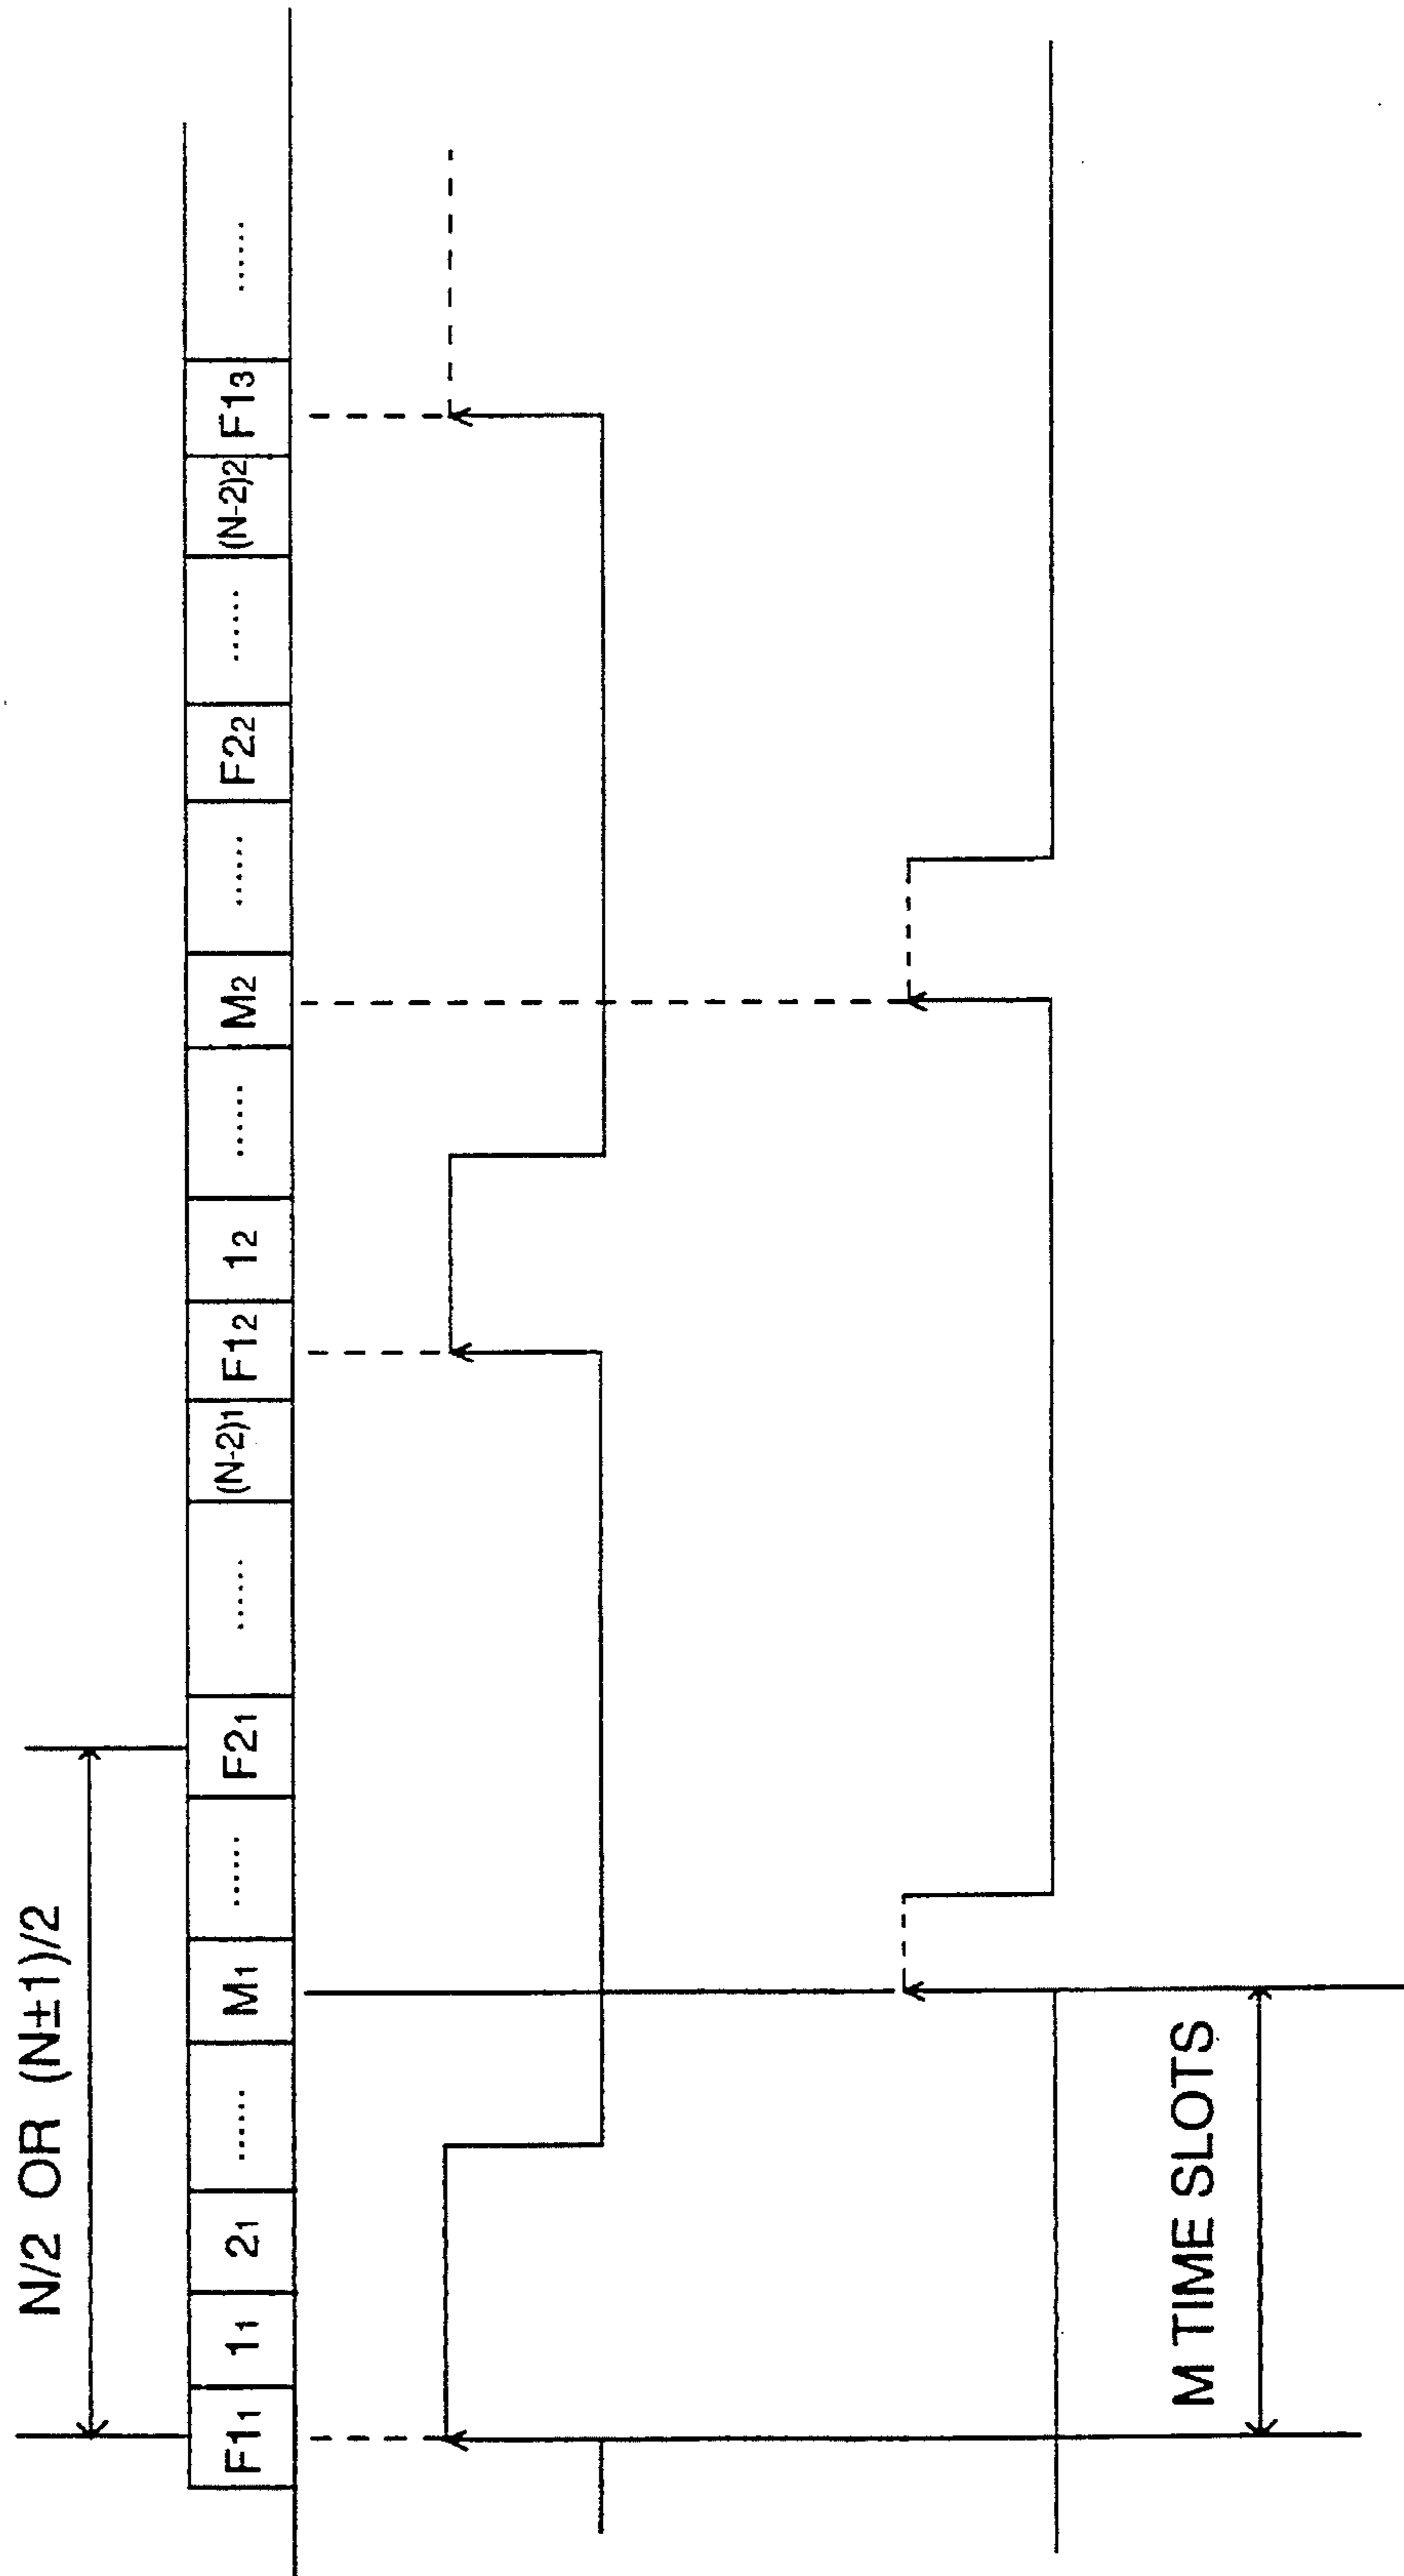 N/2 OR (N±1)/2
F11 11 21 ...... M1 ...... F21 ...... (N-2)1 F12 12 ...... M2 ...... F22 ...... (N-2)2 F13 ......
M TIME SLOTS